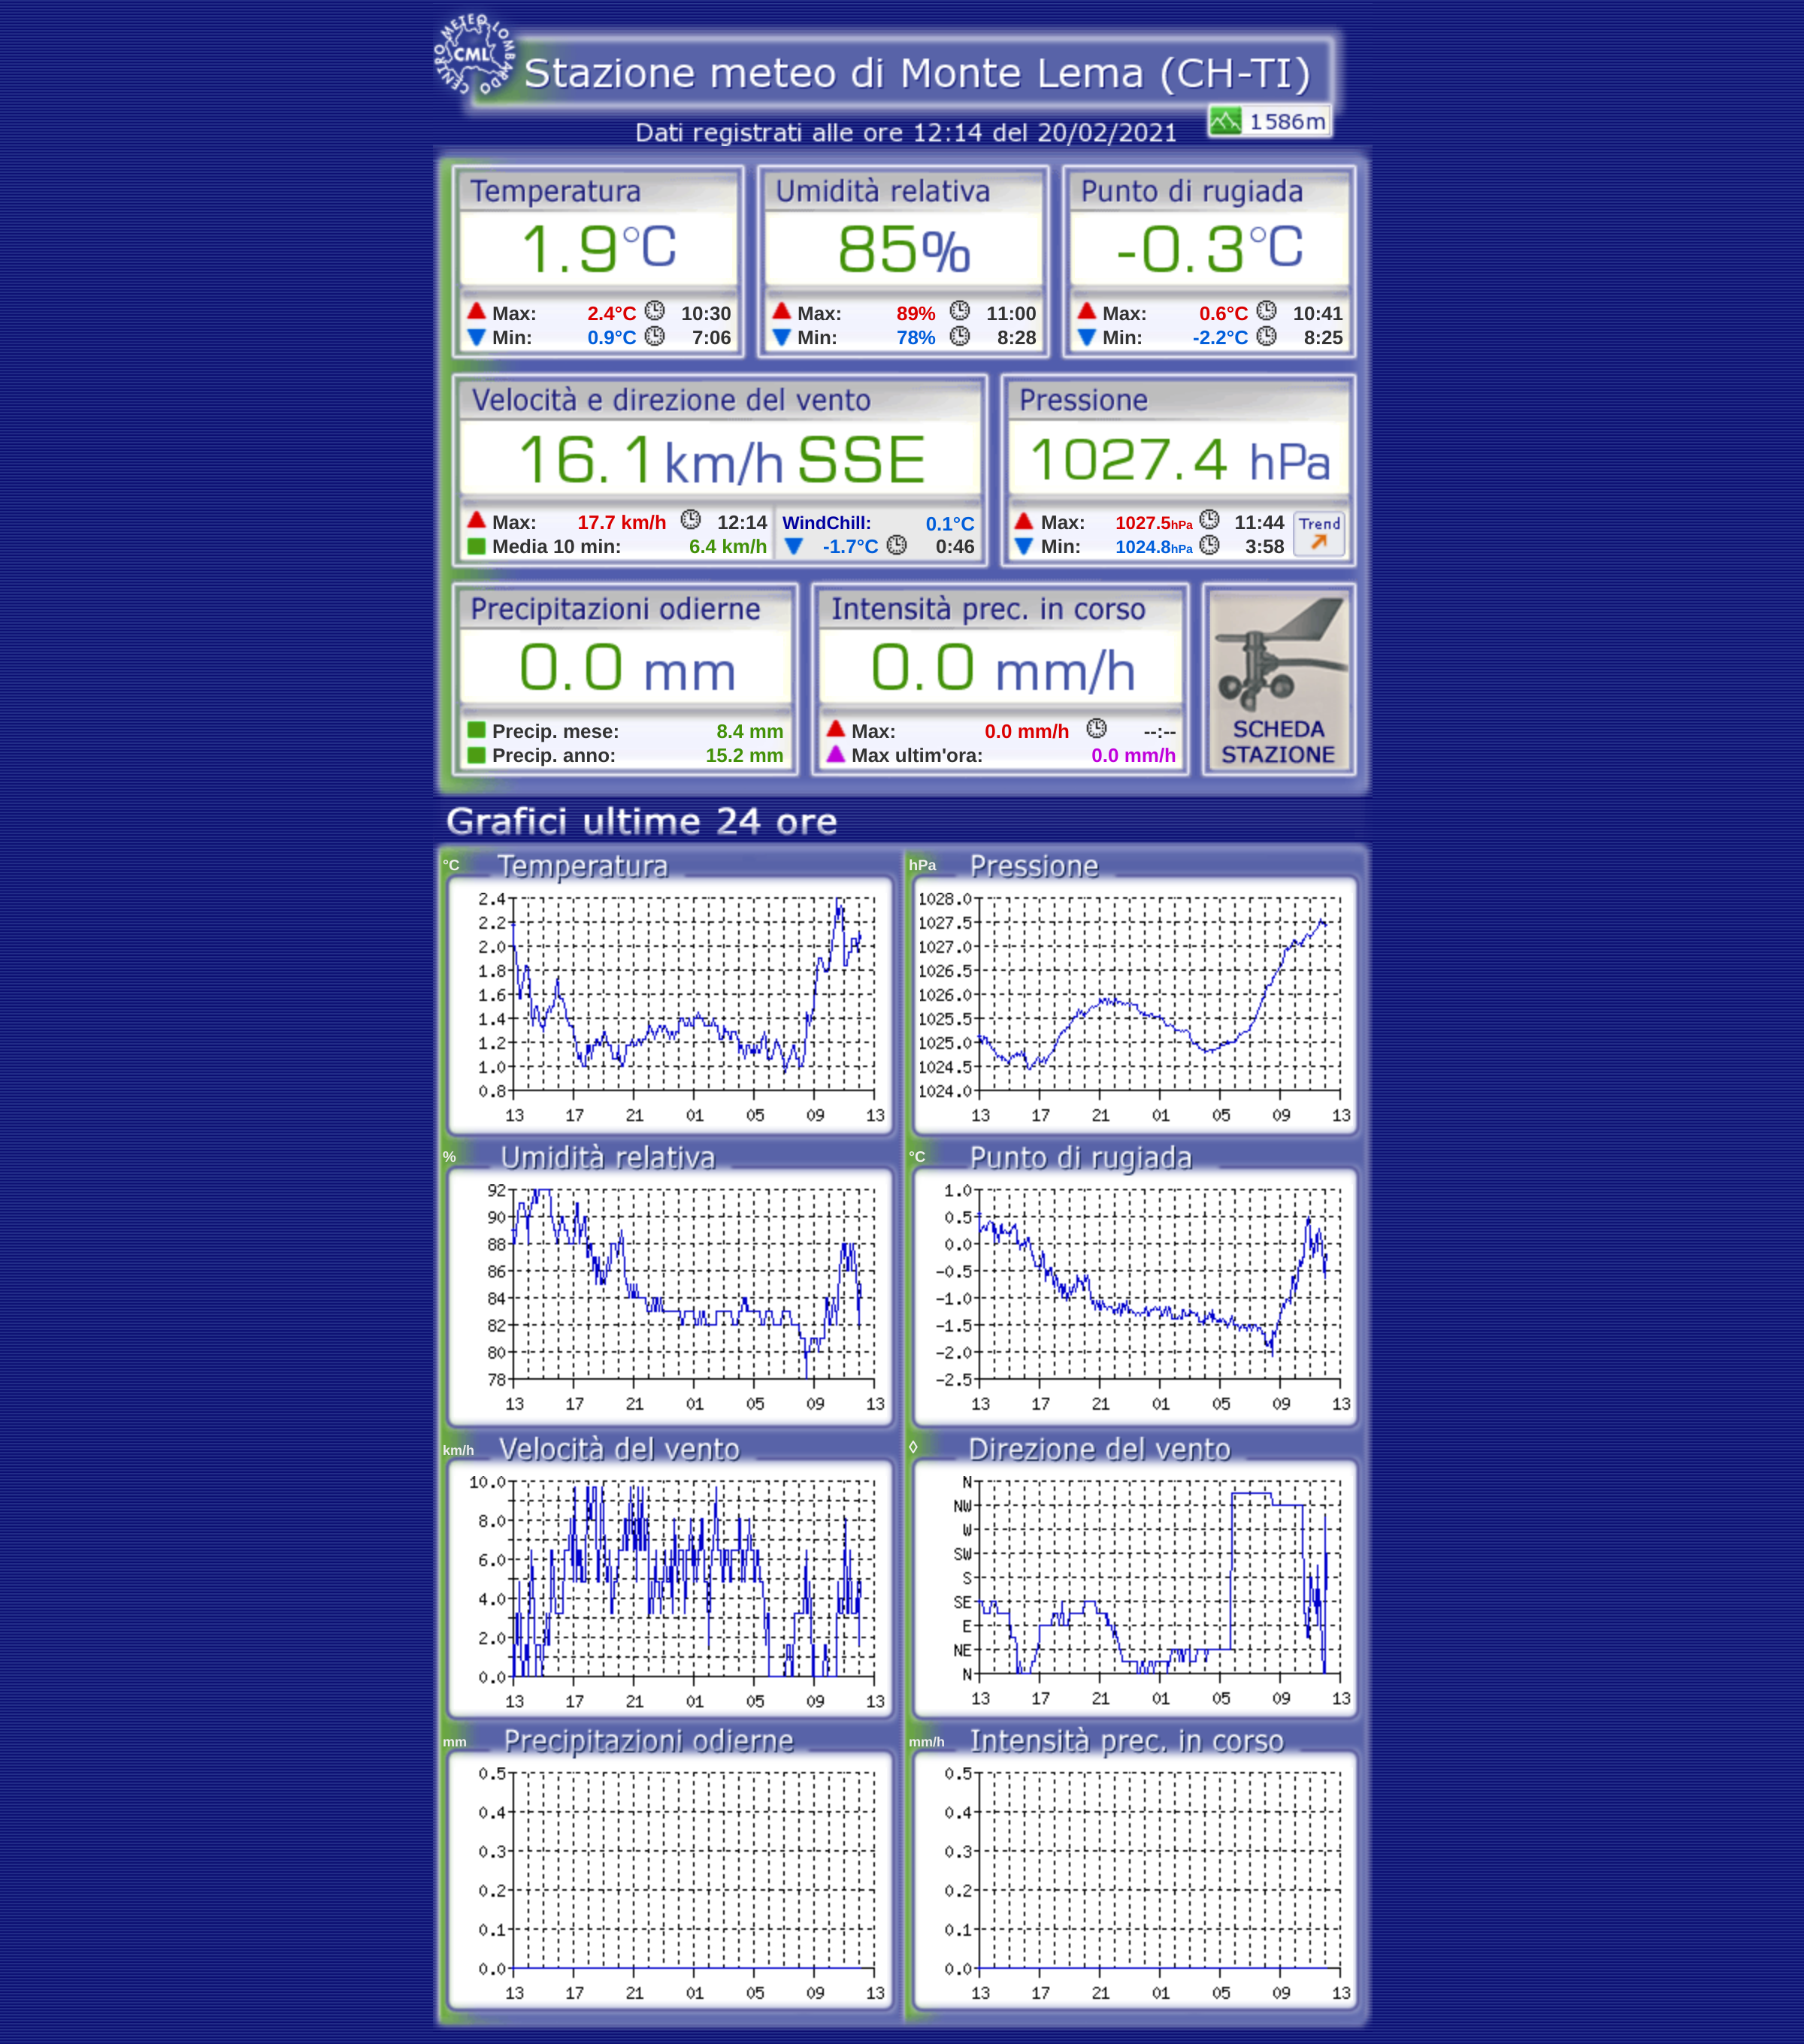 CENTRO METEO LOMBARDO
CML
Stazione meteo di Monte Lema (CH-TI)
1586m
Dati registrati alle ore 12:14 del 20/02/2021
Temperatura Umidità relativa Punto di rugiada
1.9°C 85% -0.3°C
Max: 2.4°C 10:30 Max: 89% 11:00 Max: 0.6°C 10:41
Min: 0.9°C 7:06 Min: 78% 8:28 Min: -2.2°C 8:25
Velocità e direzione del vento Pressione
16.1 km/h SSE 1027.4 hPa
Max: 17.7 km/h 12:14 WindChill: 0.1°C Max: 1027.5hPa 11:44 Trend
Media 10 min: 6.4 km/h -1.7°C 0:46 Min: 1024.8hPa 3:58
Precipitazioni odierne Intensità prec. in corso
0.0 mm 0.0 mm/h
Precip. mese: 8.4 mm Max: 0.0 mm/h --:-- SCHEDA
Precip. anno: 15.2 mm Max ultim'ora: 0.0 mm/h STAZIONE
Grafici ultime 24 ore
°C Temperatura hPa Pressione
2.4 1028.0
2.2 1027.5
2.0 1027.0
1.8 1026.5
1.6 1026.0
1.4 1025.5
1.2 1025.0
1.0 1024.5
0.8 1024.0
13 17 21 01 05 09 13 13 17 21 01 05 09 13
% Umidità relativa °C Punto di rugiada
92 1.0
90 0.5
88 0.0
86 -0.5
84 -1.0
82 -1.5
80 -2.0
78 -2.5
13 17 21 01 05 09 13 13 17 21 01 05 09 13
km/h Velocità del vento ◊ Direzione del vento
10.0 N
8.0 NW
6.0 W
4.0 SW
2.0 S
0.0 SE
E
NE
N
13 17 21 01 05 09 13 13 17 21 01 05 09 13
mm Precipitazioni odierne mm/h Intensità prec. in corso
0.5 0.5
0.4 0.4
0.3 0.3
0.2 0.2
0.1 0.1
0.0 0.0
13 17 21 01 05 09 13 13 17 21 01 05 09 13